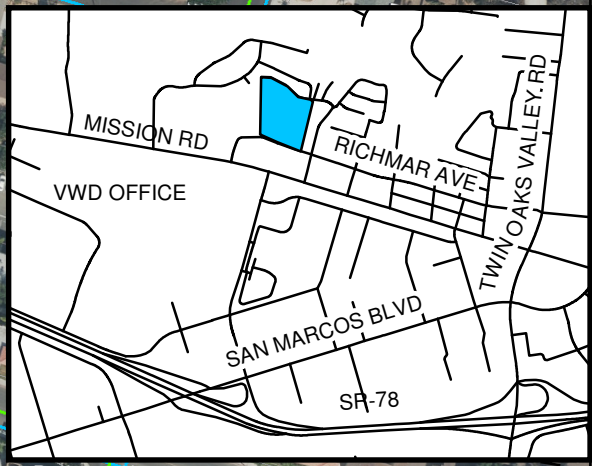 MISSION RD
RICHMAR AVE
TWIN OAKS VALLEY.RD
VWD OFFICE
SAN MARCOS BLVD
SR-78